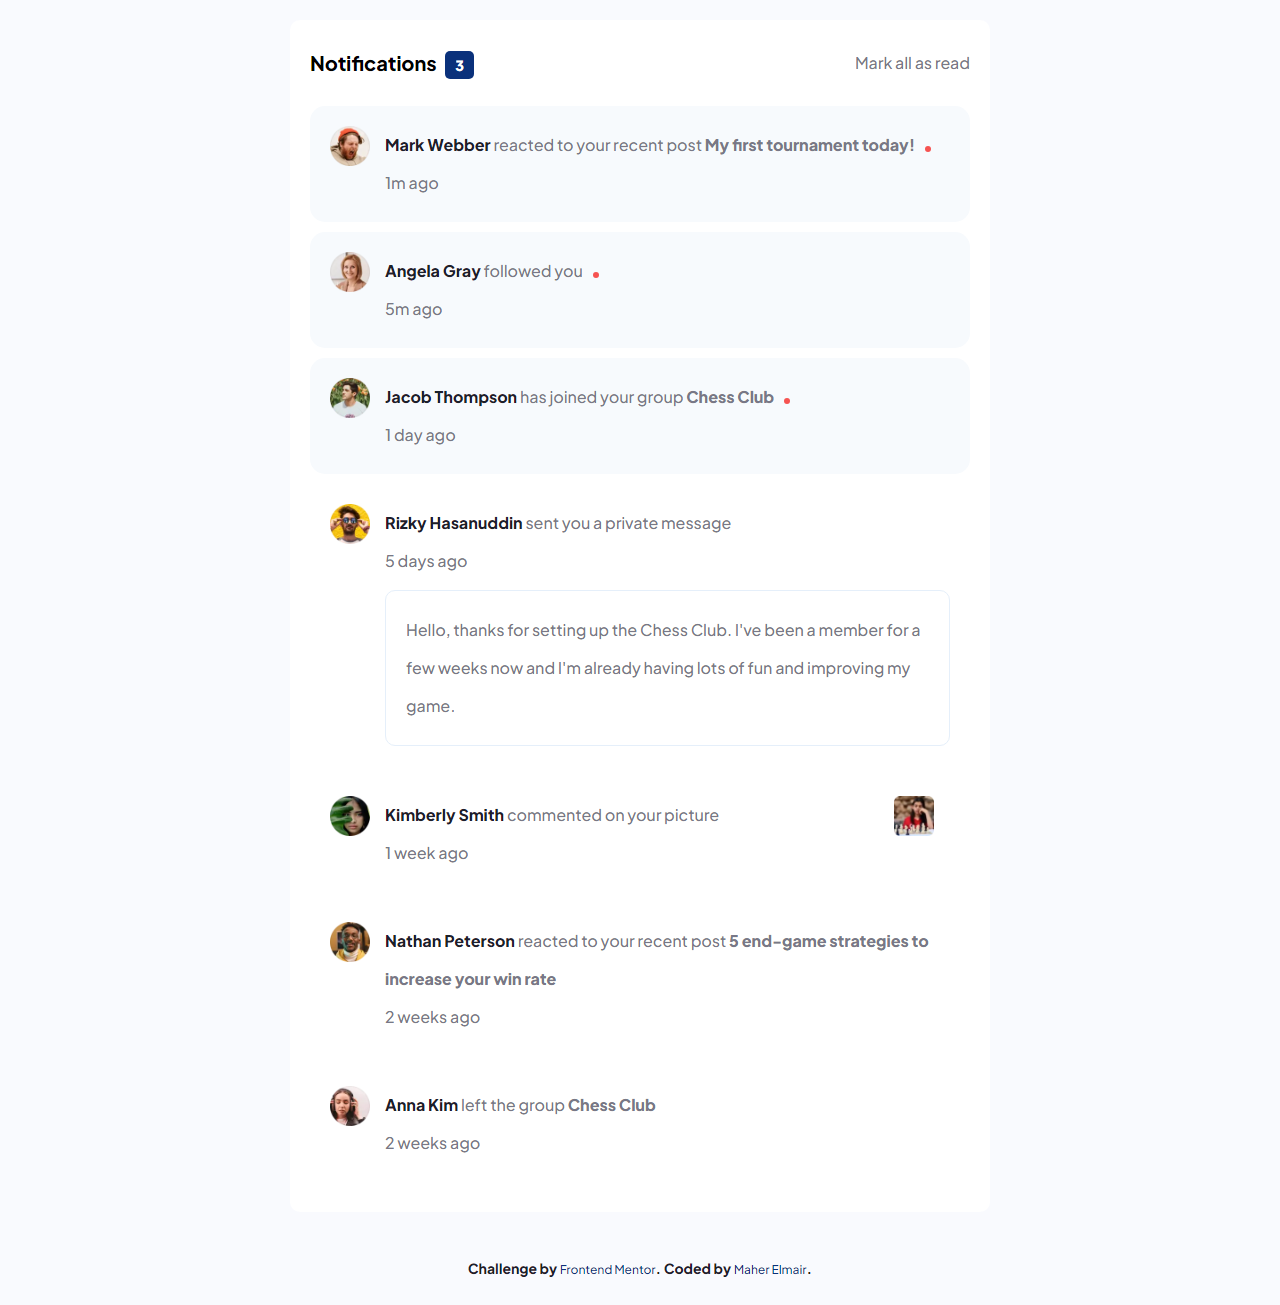 Notifications 3 Mark all as read
Mark Webber reacted to your recent post My first tournament today!
1m ago
Angela Gray followed you
5m ago
Jacob Thompson has joined your group Chess Club
1 day ago
Rizky Hasanuddin sent you a private message
5 days ago
Hello, thanks for setting up the Chess Club. I've been a member for a
few weeks now and I'm already having lots of fun and improving my
game.
Kimberly Smith commented on your picture
1 week ago
Nathan Peterson reacted to your recent post 5 end-game strategies to
increase your win rate
2 weeks ago
Anna Kim left the group Chess Club
2 weeks ago
Challenge by Frontend Mentor. Coded by Maher Elmair.